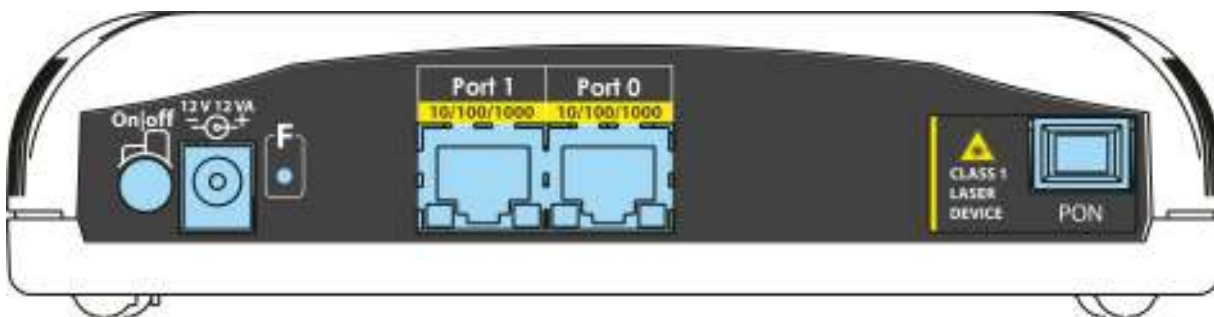 On|off
12 V 12 VA
− +
F
Port 1
10/100/1000
Port 0
10/100/1000
CLASS 1
LASER
DEVICE
PON